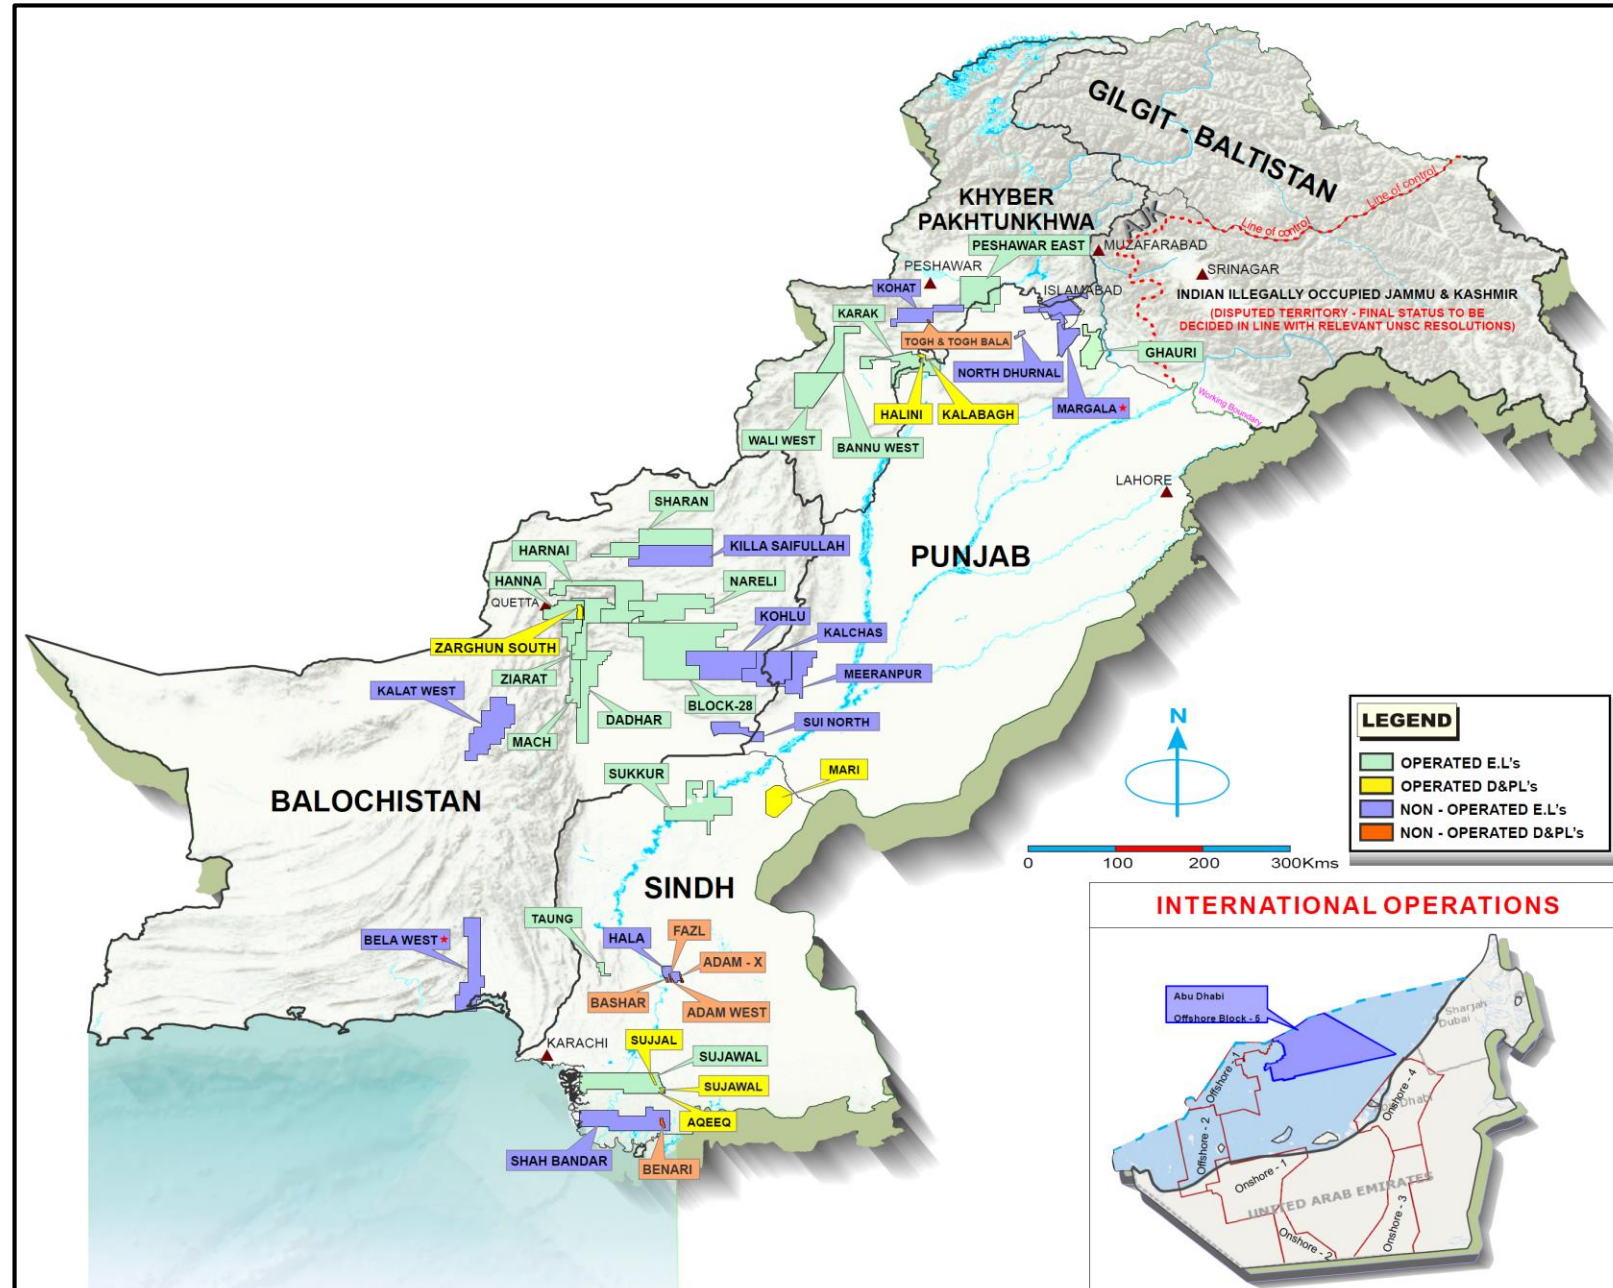 GILGIT - BALTISTAN
KHYBER
PAKHTUNKHWA
AJK
Line of control
Line of control
PESHAWAR EAST
MUZAFARABAD
PESHAWAR
SRINAGAR
KOHAT
ISLAMABAD
INDIAN ILLEGALLY OCCUPIED JAMMU & KASHMIR
(DISPUTED TERRITORY - FINAL STATUS TO BE
DECIDED IN LINE WITH RELEVANT UNSC RESOLUTIONS)
KARAK
TOGH & TOGH BALA
GHAURI
NORTH DHURNAL
Working Boundary
HALINI
KALABAGH
MARGALA★
WALI WEST
BANNU WEST
LAHORE
SHARAN
HARNAI
KILLA SAIFULLAH
PUNJAB
HANNA
NARELI
QUETTA
KOHLU
KALCHAS
ZARGHUN SOUTH
ZIARAT
MEERANPUR
KALAT WEST
BLOCK-28
DADHAR
SUI NORTH
MACH
N
LEGEND
OPERATED E.L's
OPERATED D&PL's
NON - OPERATED E.L's
NON - OPERATED D&PL's
SUKKUR
MARI
BALOCHISTAN
0 100 200 300Kms
SINDH
TAUNG
HALA
FAZL
BELA WEST★
ADAM - X
BASHAR
ADAM WEST
KARACHI
SUJJAL
SUJAWAL
SUJAWAL
AQEEQ
SHAH BANDAR
BENARI
INTERNATIONAL OPERATIONS
Abu Dhabi
Offshore Block - 5
Sharjah
Dubai
Offshore - 1
Offshore - 2
Onshore - 4
Onshore - 1
UNITED ARAB EMIRATES
Onshore - 3
Onshore - 2